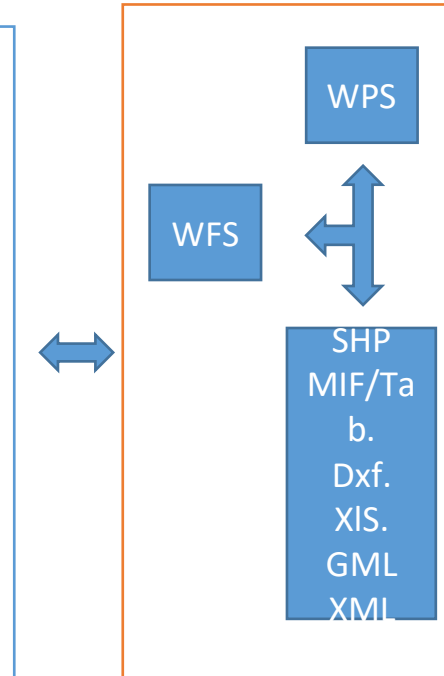 WPS
WFS
SHP
MIF/Ta
b.
Dxf.
XlS.
GML
XML